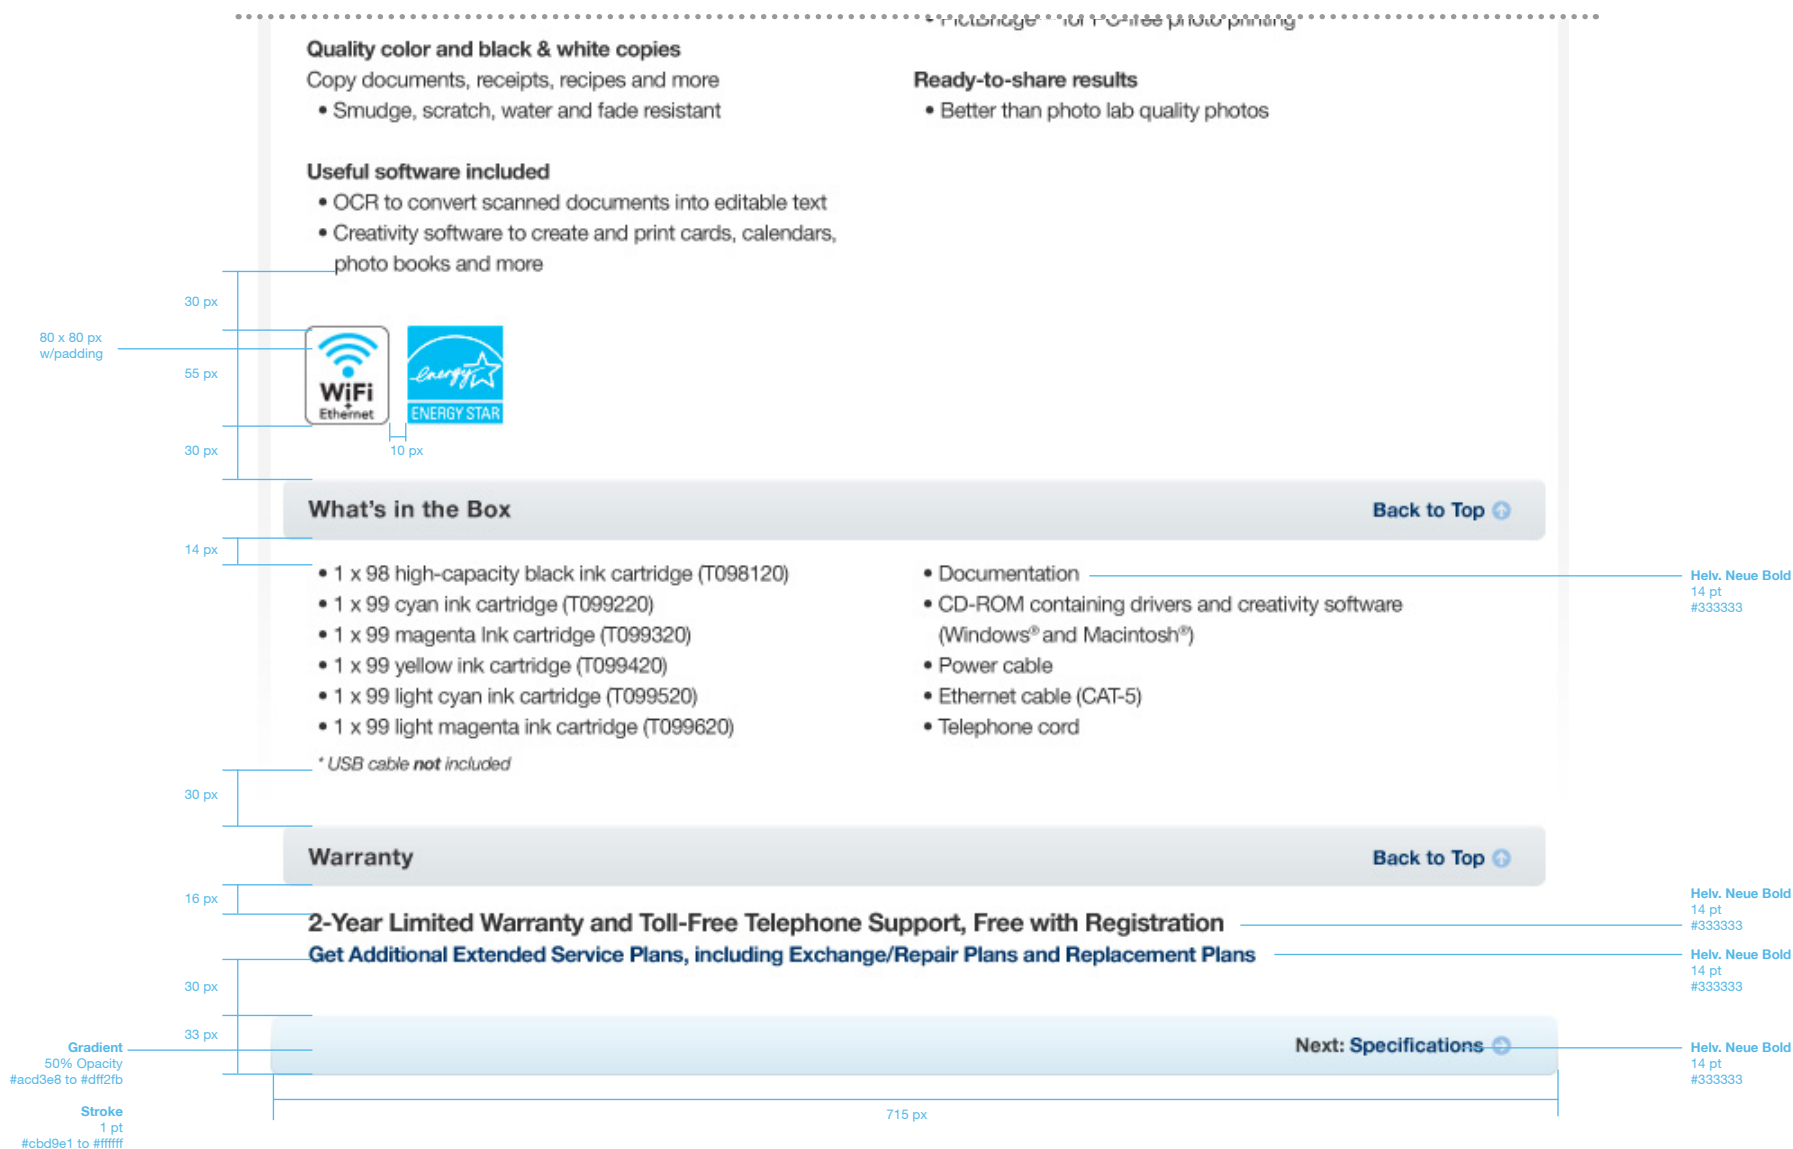 PictBridge™ for PC-free photo printing
Quality color and black & white copies
Copy documents, receipts, recipes and more
• Smudge, scratch, water and fade resistant
Ready-to-share results
• Better than photo lab quality photos
Useful software included
• OCR to convert scanned documents into editable text
• Creativity software to create and print cards, calendars,
photo books and more
30 px
80 x 80 px
w/padding
55 px
30 px
WiFi
+
Ethernet
energy
ENERGY STAR
10 px
What's in the Box
Back to Top
14 px
• 1 x 98 high-capacity black ink cartridge (T098120)
• 1 x 99 cyan ink cartridge (T099220)
• 1 x 99 magenta Ink cartridge (T099320)
• 1 x 99 yellow ink cartridge (T099420)
• 1 x 99 light cyan ink cartridge (T099520)
• 1 x 99 light magenta ink cartridge (T099620)
* USB cable not included
• Documentation
• CD-ROM containing drivers and creativity software
(Windows® and Macintosh®)
• Power cable
• Ethernet cable (CAT-5)
• Telephone cord
Helv. Neue Bold
14 pt
#333333
30 px
Warranty
Back to Top
16 px
2-Year Limited Warranty and Toll-Free Telephone Support, Free with Registration
Get Additional Extended Service Plans, including Exchange/Repair Plans and Replacement Plans
Helv. Neue Bold
14 pt
#333333
Helv. Neue Bold
14 pt
#333333
30 px
33 px
Gradient
50% Opacity
#acd3e8 to #dff2fb
Stroke
1 pt
#cbd9e1 to #ffffff
Next: Specifications
Helv. Neue Bold
14 pt
#333333
715 px